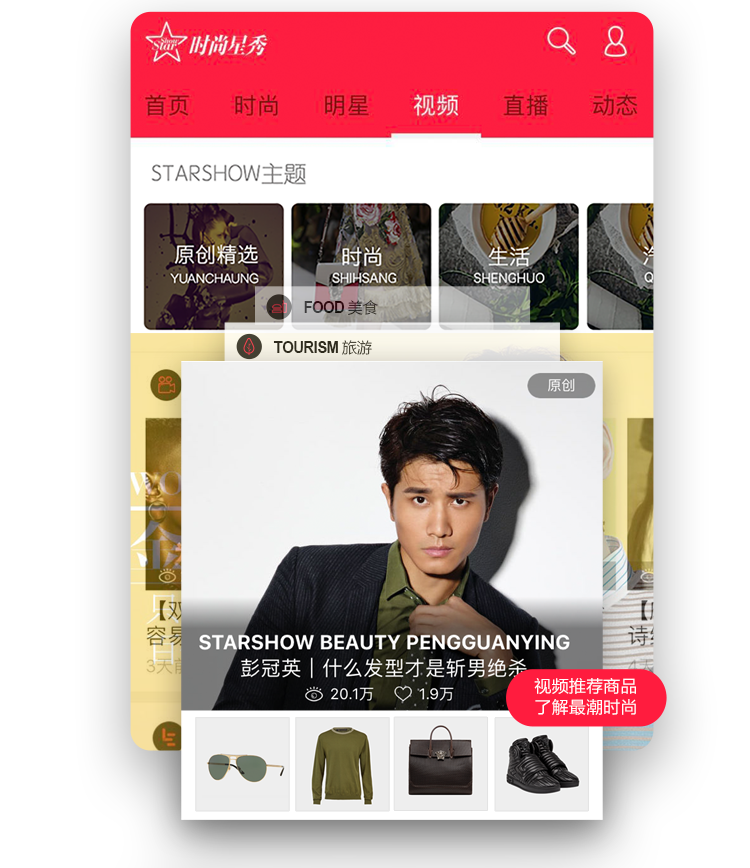 Show
star
时尚星秀
首页 时尚 明星 视频 直播 动态
STARSHOW主题
原创精选
YUANCHAUNG
时尚
SHIHSANG
生活
SHENGHUO
Q
FOOD 美食
TOURISM 旅游
原创
WO
【双
容易
3天前
诗
STARSHOW BEAUTY PENGGUANYING
彭冠英｜什么发型才是斩男绝杀
20.1万 1.9万
视频推荐商品
了解最潮时尚